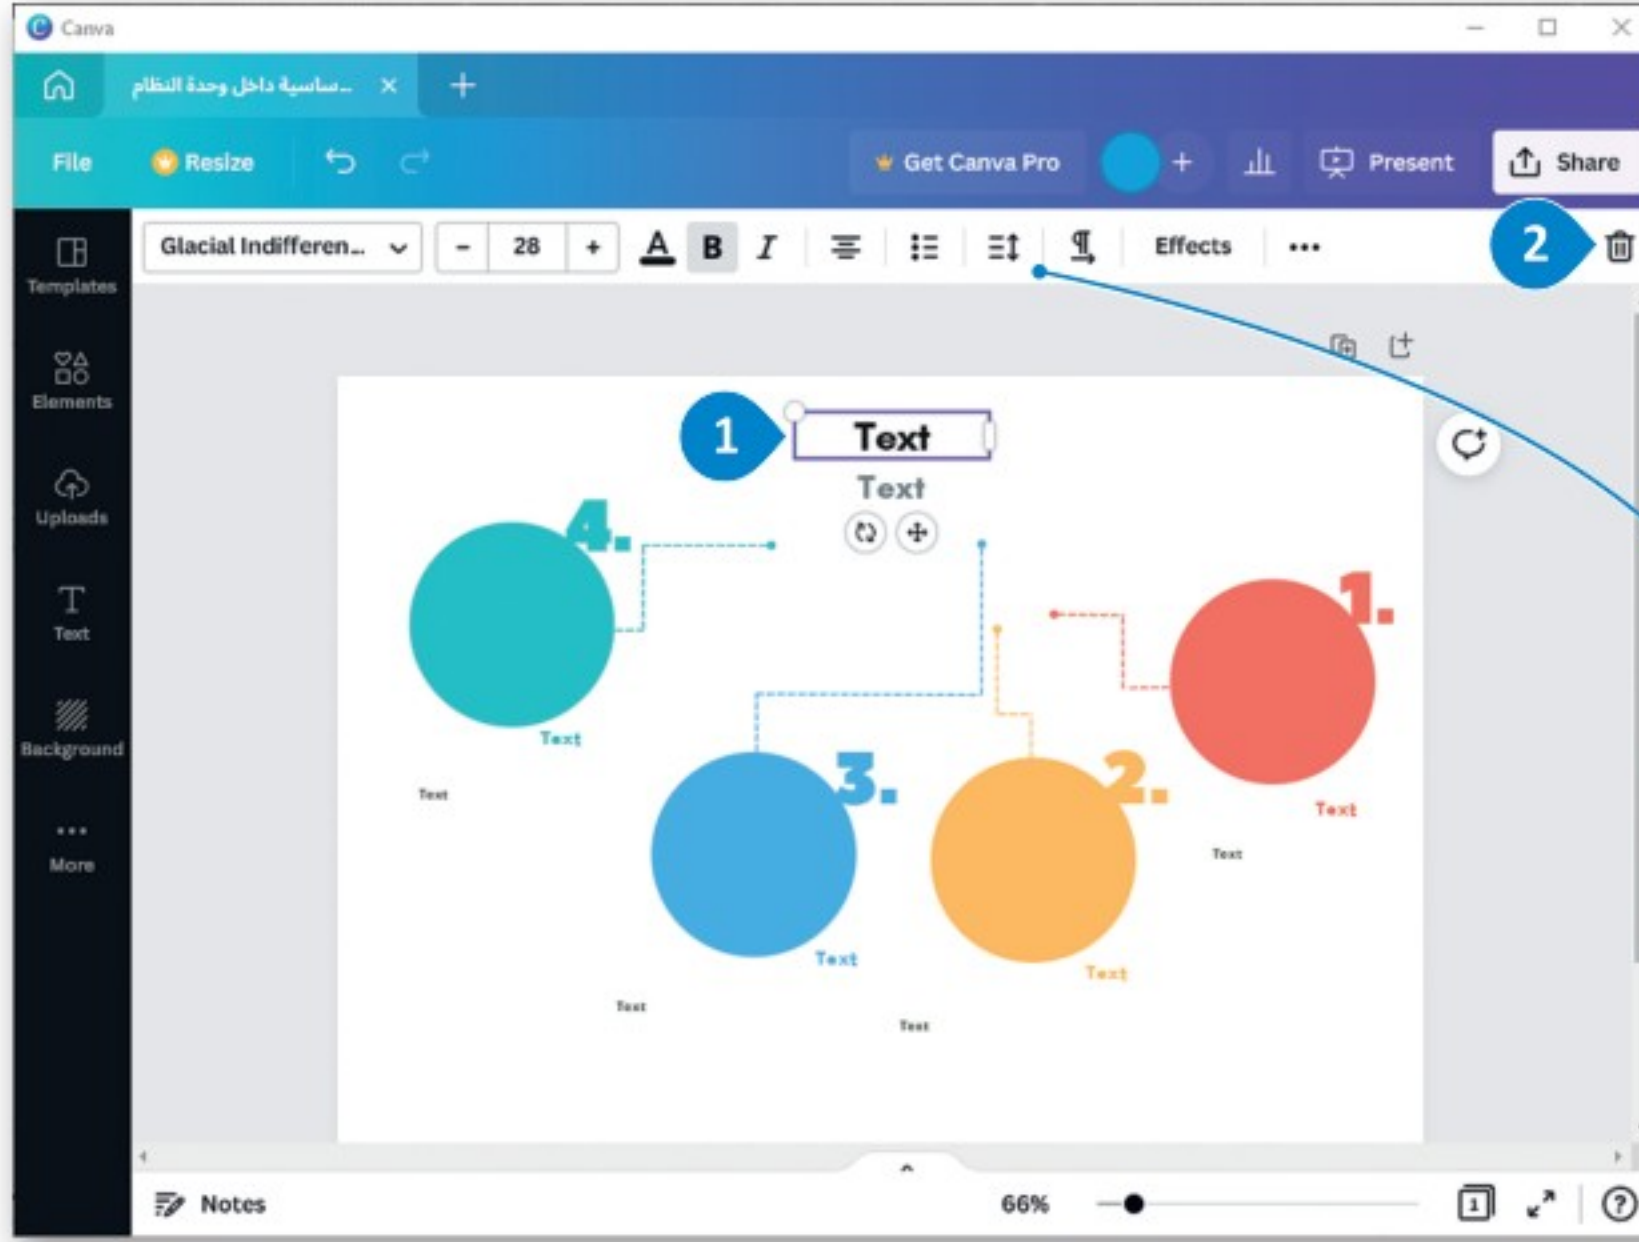 Canva
ـساسية داخل وحدة النظام...
File
Resize
Get Canva Pro
Present
Share
Glacial Indifferen...
- 28 +
A B I
Effects
2
Templates
Elements
Uploads
Text
Background
More
1
Text
Text
4.
1.
Text
Text
3.
2.
Text
Text
Text
Text
Text
Text
Notes
66%
1
?